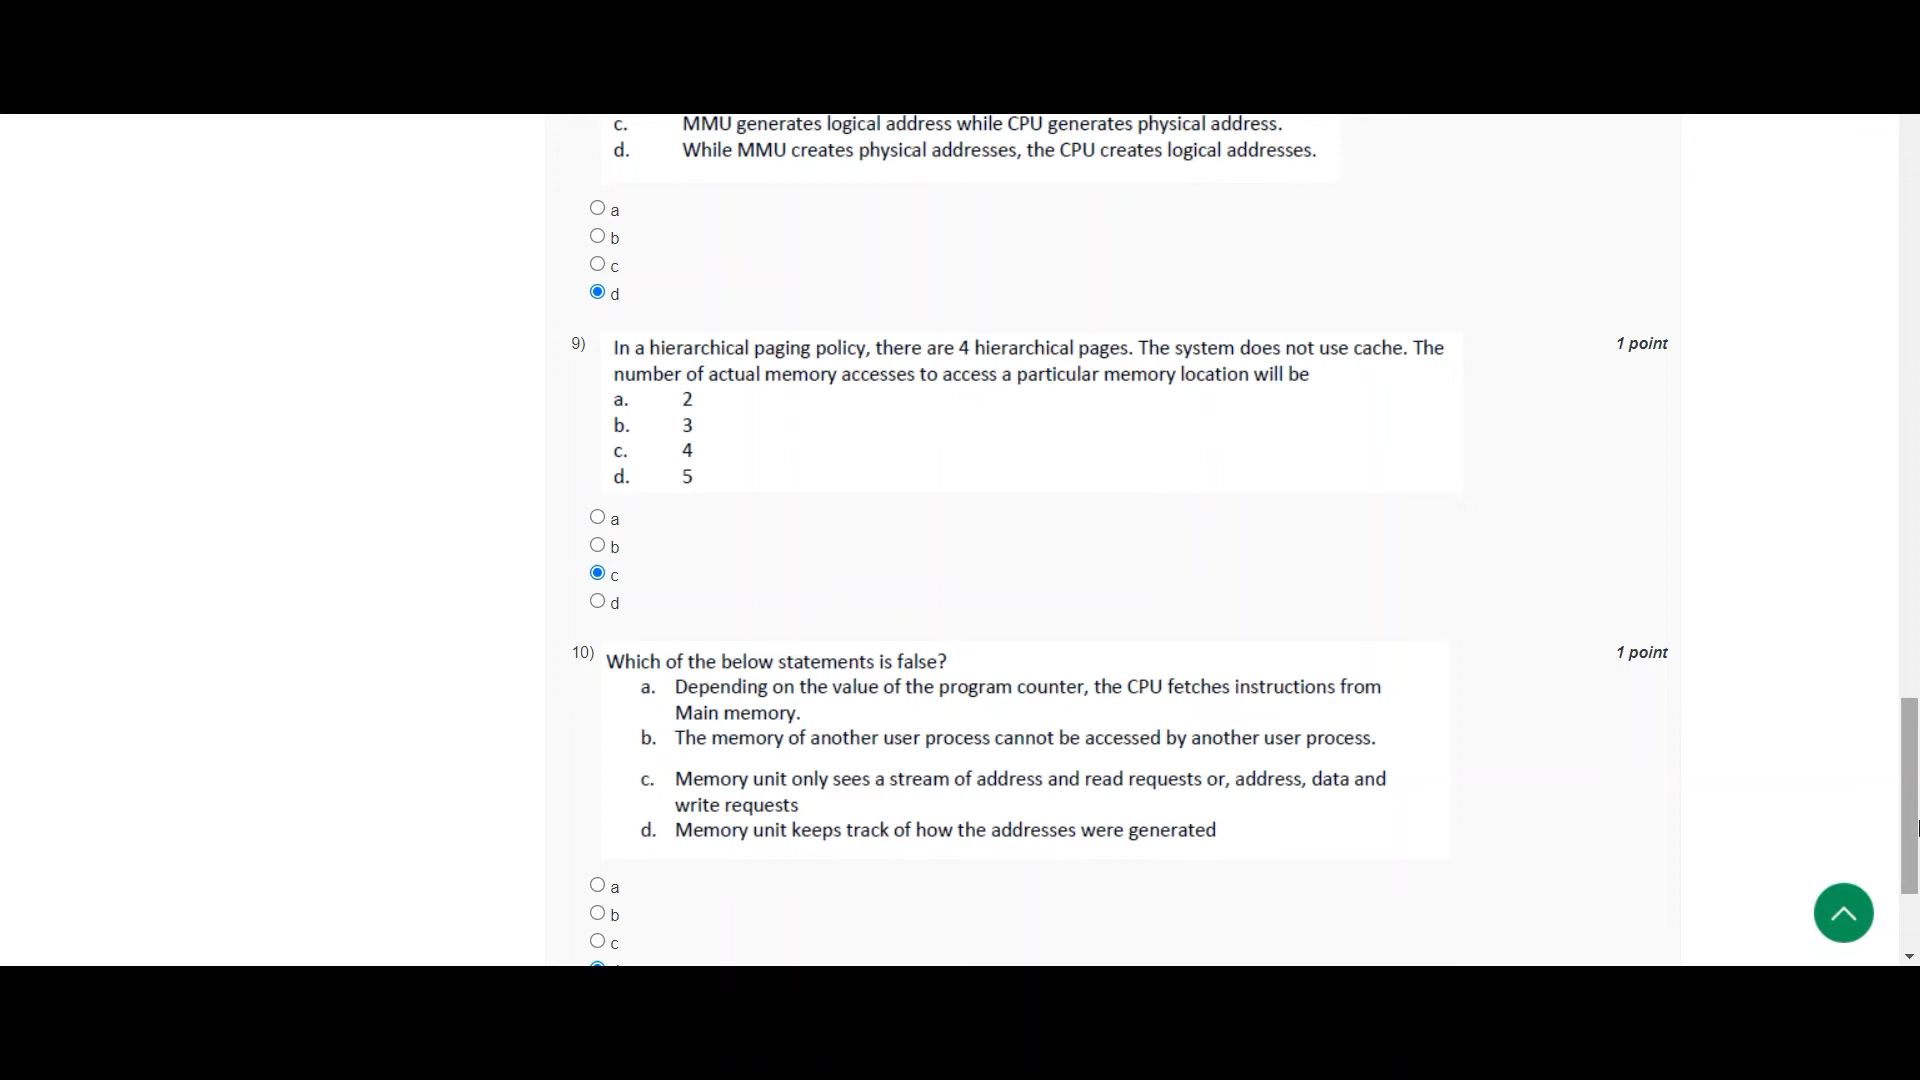 c. MMU generates logical address while CPU generates physical address.
d. While MMU creates physical addresses, the CPU creates logical addresses.
a
b
c
d
9) In a hierarchical paging policy, there are 4 hierarchical pages. The system does not use cache. The 1 point
number of actual memory accesses to access a particular memory location will be
a. 2
b. 3
c. 4
d. 5
a
b
c
d
10) Which of the below statements is false? 1 point
a. Depending on the value of the program counter, the CPU fetches instructions from
Main memory.
b. The memory of another user process cannot be accessed by another user process.
c. Memory unit only sees a stream of address and read requests or, address, data and
write requests
d. Memory unit keeps track of how the addresses were generated
a
b
c